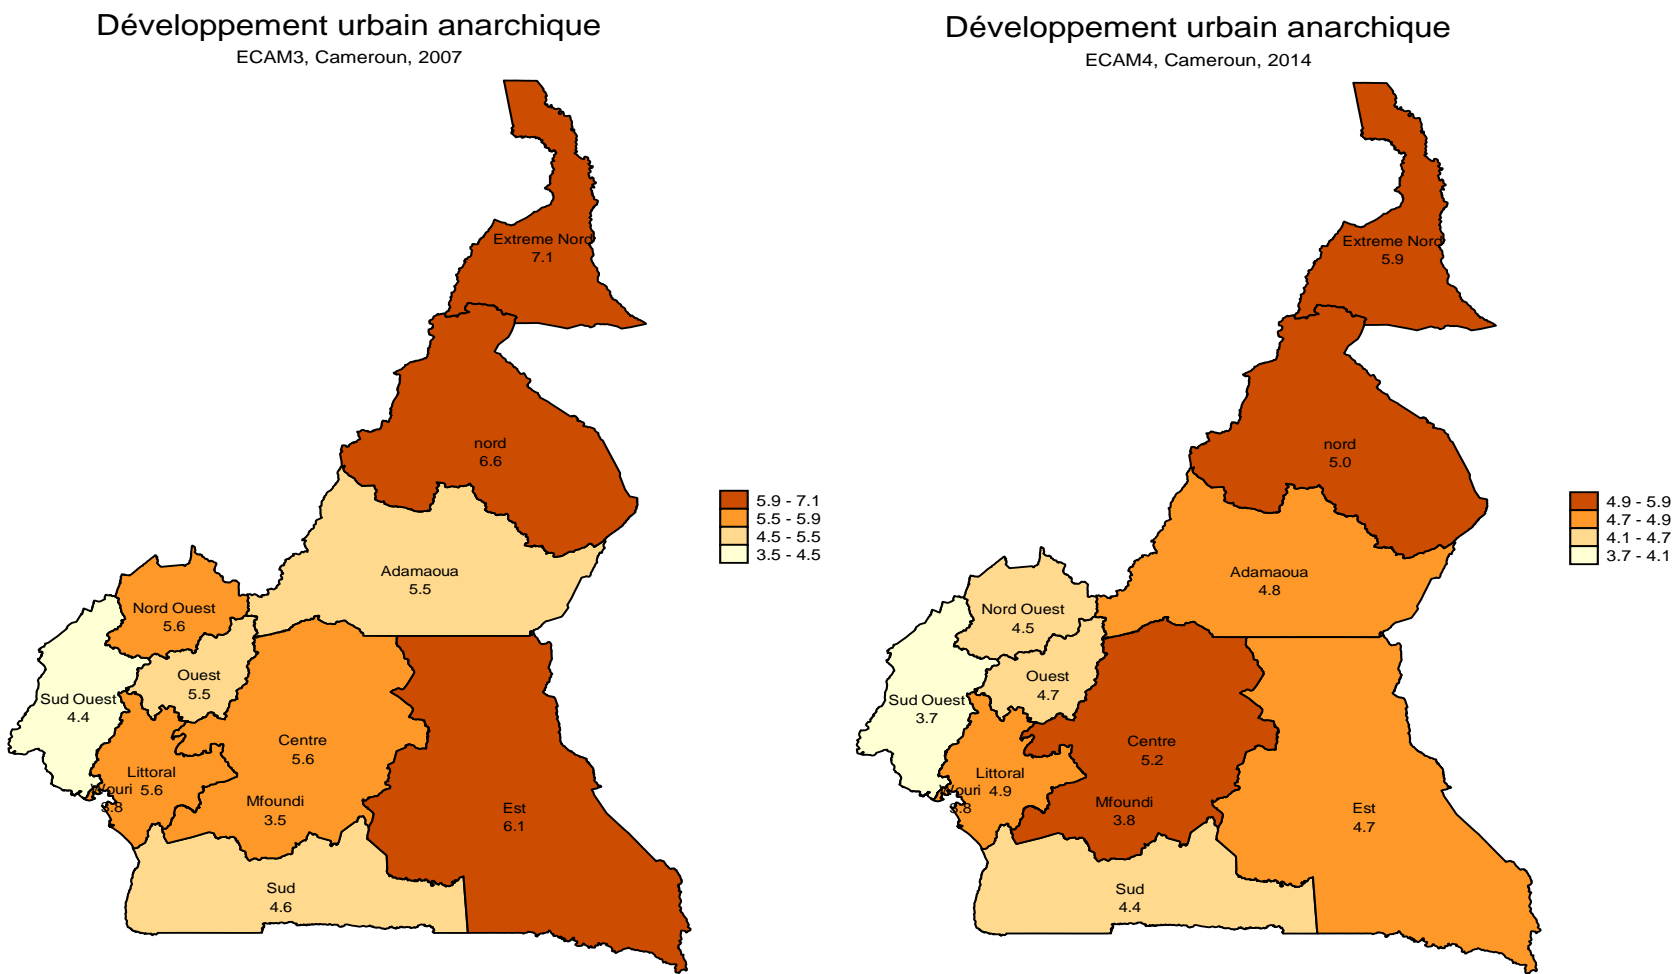 Développement urbain anarchique
ECAM3, Cameroun, 2007
Extreme Nord
7.1
nord
6.6
5.9 - 7.1
5.5 - 5.9
4.5 - 5.5
3.5 - 4.5
Adamaoua
5.5
Nord Ouest
5.6
Ouest
5.5
Sud Ouest
4.4
Centre
5.6
Littoral
5.6
Mfoundi
3.5
Est
6.1
Sud
4.6
Développement urbain anarchique
ECAM4, Cameroun, 2014
Extreme Nord
5.9
nord
5.0
4.9 - 5.9
4.7 - 4.9
4.1 - 4.7
3.7 - 4.1
Adamaoua
4.8
Nord Ouest
4.5
Ouest
4.7
Sud Ouest
3.7
Centre
5.2
Littoral
4.9
Mfoundi
3.8
Est
4.7
Sud
4.4